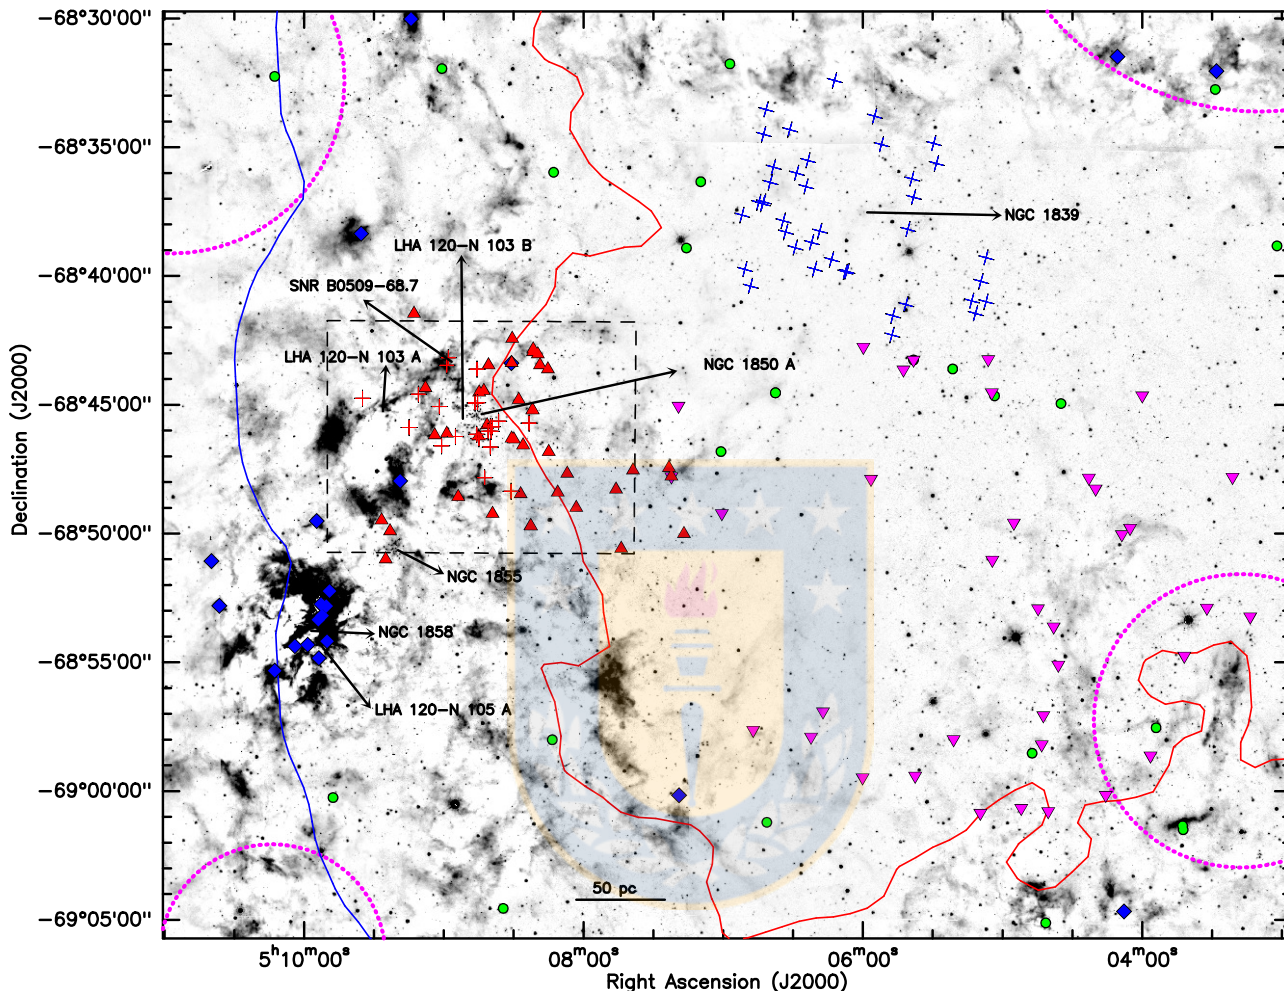 −68°30'00"
−68°35'00"
−68°40'00"
−68°45'00"
−68°50'00"
−68°55'00"
−69°00'00"
−69°05'00"
Declination (J2000)
LHA 120−N 103 B
SNR B0509−68.7
LHA 120−N 103 A
NGC 1839
NGC 1850 A
NGC 1855
NGC 1858
LHA 120−N 105 A
50 pc
5ʰ10ᵐ00ˢ 08ᵐ00ˢ 06ᵐ00ˢ 04ᵐ00ˢ
Right Ascension (J2000)